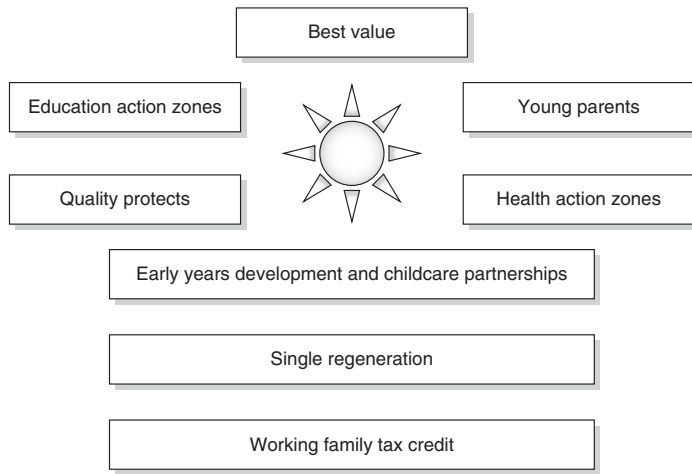 Best value
Education action zones
Young parents
Quality protects
Health action zones
Early years development and childcare partnerships
Single regeneration
Working family tax credit